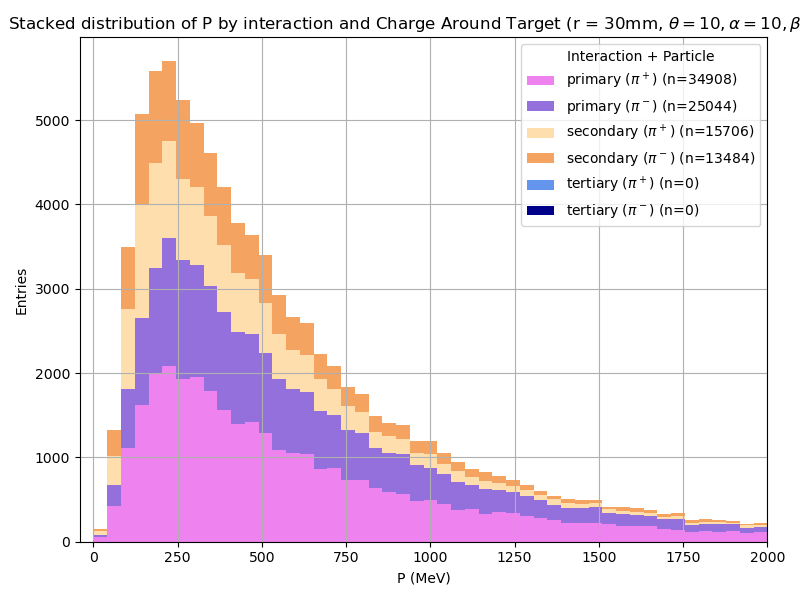 Stacked distribution of P by interaction and Charge Around Target (r = 30mm, θ = 10, α = 10, β
Entries
5000
4000
3000
2000
1000
0
Interaction + Particle
primary (π⁺) (n=34908)
primary (π⁻) (n=25044)
secondary (π⁺) (n=15706)
secondary (π⁻) (n=13484)
tertiary (π⁺) (n=0)
tertiary (π⁻) (n=0)
0 250 500 750 1000 1250 1500 1750 2000
P (MeV)